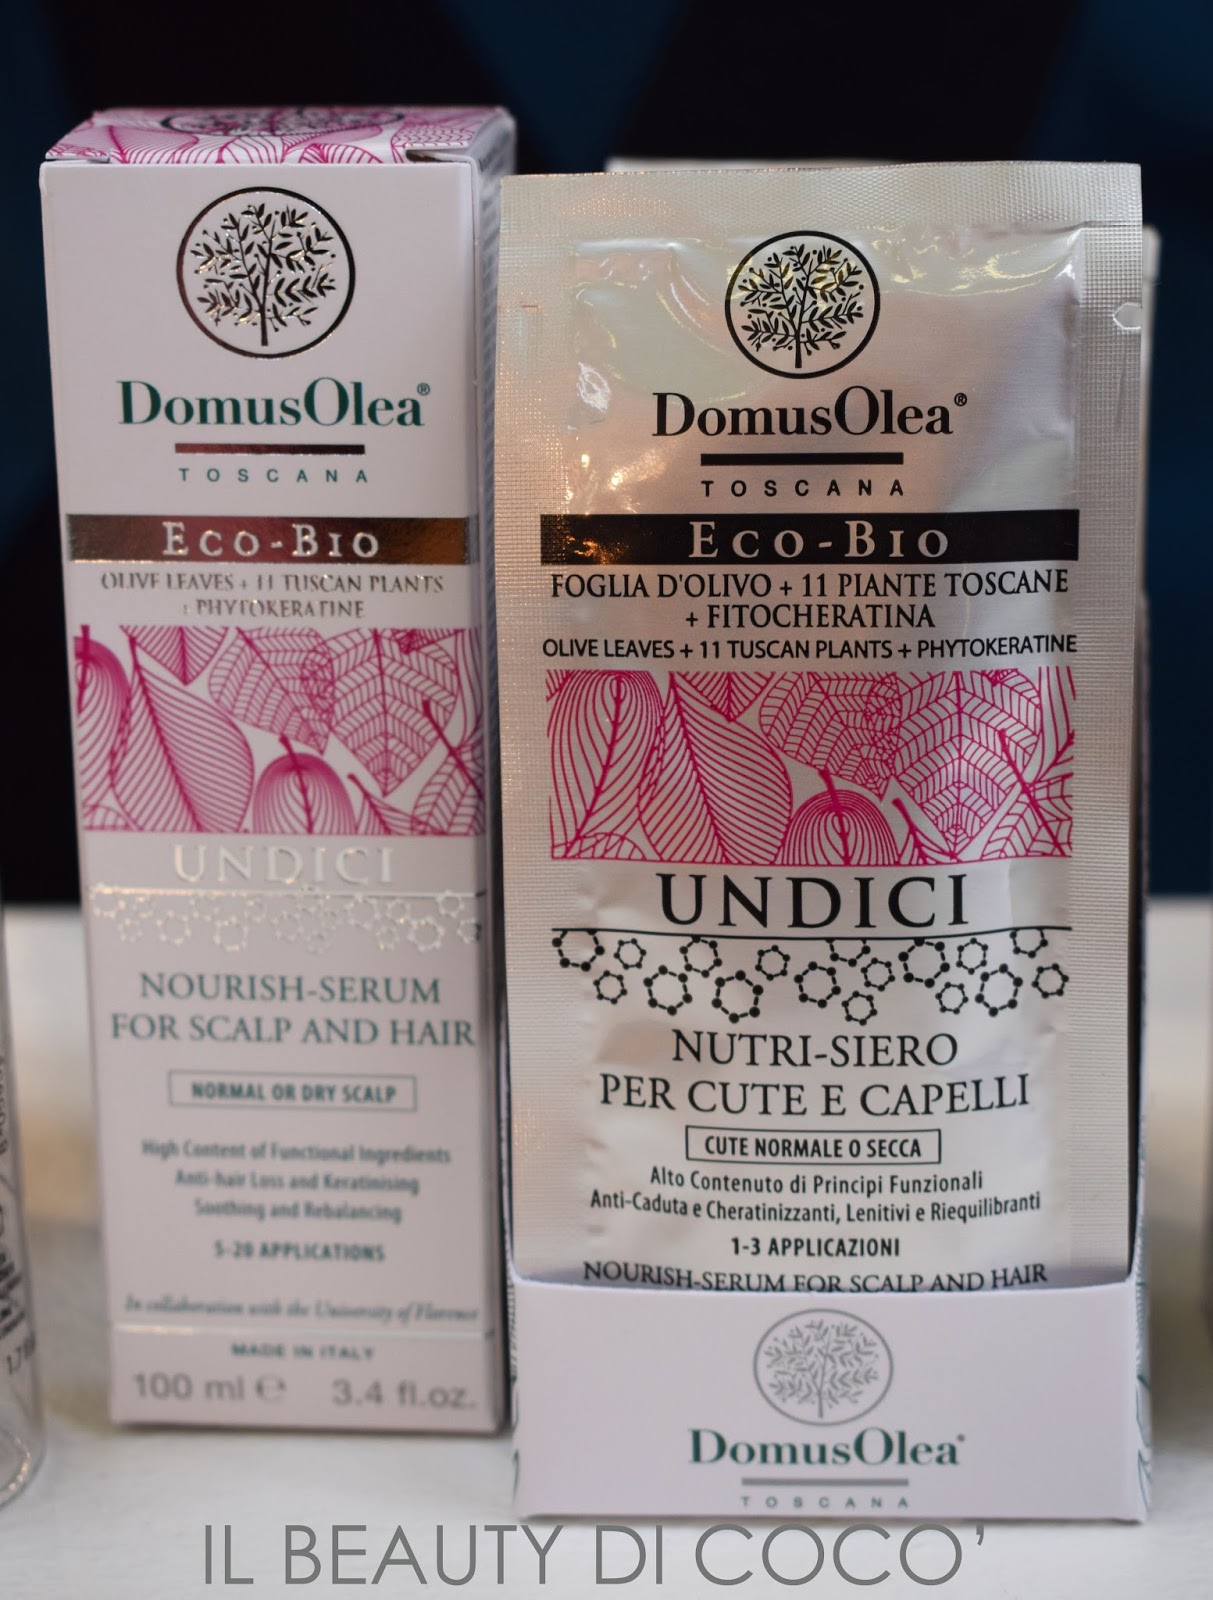 DomusOlea®
TOSCANA
ECO-BIO
OLIVE LEAVES + 11 TUSCAN PLANTS
+ PHYTOKERATINE
UNDICI
NOURISH-SERUM
FOR SCALP AND HAIR
NORMAL OR DRY SCALP
High Content of Functional Ingredients
Anti-hair Loss and Keratinising
Soothing and Rebalancing
5-20 APPLICATIONS
In collaboration with the University of Florence
MADE IN ITALY
100 ml ℮ 3.4 fl.oz.
DomusOlea®
TOSCANA
ECO-BIO
FOGLIA D'OLIVO + 11 PIANTE TOSCANE
+ FITOCHERATINA
OLIVE LEAVES + 11 TUSCAN PLANTS + PHYTOKERATINE
UNDICI
NUTRI-SIERO
PER CUTE E CAPELLI
CUTE NORMALE O SECCA
Alto Contenuto di Principi Funzionali
Anti-Caduta e Cheratinizzanti, Lenitivi e Riequilibranti
1-3 APPLICAZIONI
NOURISH-SERUM FOR SCALP AND HAIR
DomusOlea®
TOSCANA
IL BEAUTY DI COCO'